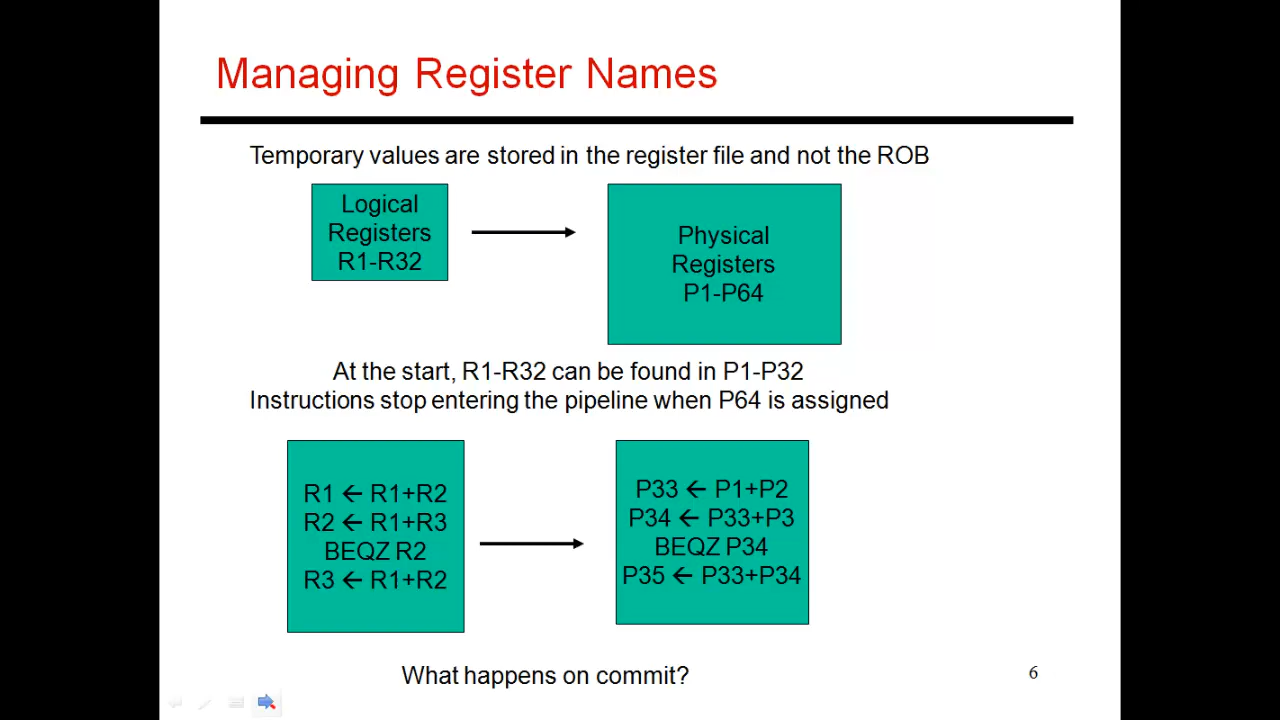 Managing Register Names
Temporary values are stored in the register file and not the ROB
Logical
Registers
R1-R32
Physical
Registers
P1-P64
At the start, R1-R32 can be found in P1-P32
Instructions stop entering the pipeline when P64 is assigned
R1 ← R1+R2
R2 ← R1+R3
BEQZ R2
R3 ← R1+R2
P33 ← P1+P2
P34 ← P33+P3
BEQZ P34
P35 ← P33+P34
What happens on commit?
6